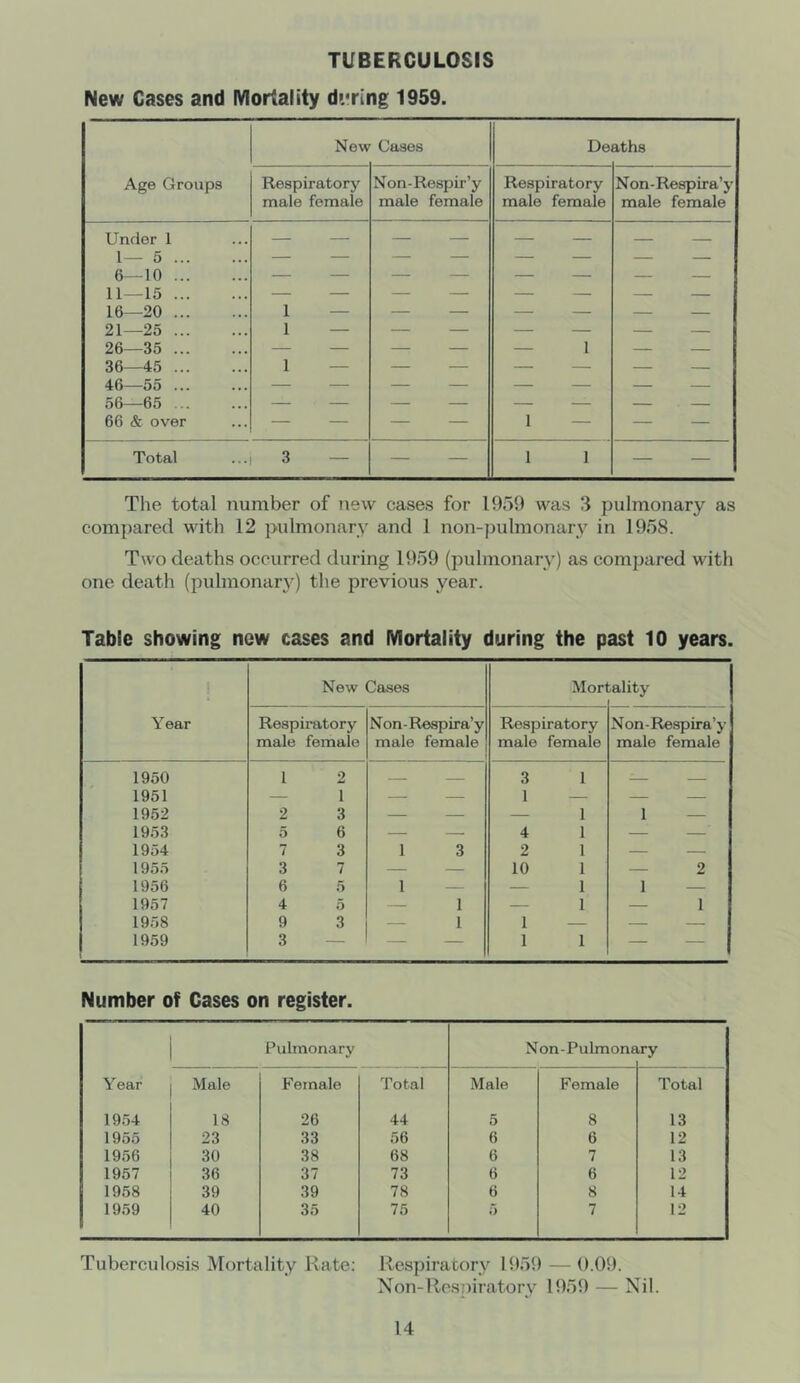 TUBERCULOSIS
New Cases and Mortality during 1959.
Age Groups | New Cases | Deaths
Respiratory male female | Non-Respir'y male female | Respiratory male female | Non-Respira'y male female
Under 1 ... — — — — — — — —
1— 5 ... ... — — — — — — — —
6—10 ... ... — — — — — — — —
11—15 ... ... — — — — — — — —
16—20 ... ... 1 — — — — — — —
21—25 ... ... 1 — — — — — — —
26—35 ... ... — — — — — 1 — —
36—45 ... ... 1 — — — — — — —
46—55 ... ... — — — — — — — —
56—65 ... ... — — — — — — — —
66 & over ... — — — — 1 — — —
Total ... 3 — — — 1 1 — —
The total number of new cases for 1959 was 3 pulmonary as
compared with 12 pulmonary and 1 non-pulmonary in 1958.
Two deaths occurred during 1959 (pulmonary) as compared with
one death (pulmonary) the previous year.
Table showing new cases and Mortality during the past 10 years.
Year | New Cases | Mortality
Respiratory male female | Non-Respira'y male female | Respiratory male female | Non-Respira'y male female
1950 1 2 — — 3 1 — —
1951 — 1 — — 1 — — —
1952 2 3 — — — 1 1 —
1953 5 6 — — 4 1 — —
1954 7 3 1 3 2 1 — —
1955 3 7 — — 10 1 — 2
1956 6 5 1 — — 1 1 —
1957 4 5 — 1 — 1 — 1
1958 9 3 — 1 1 — — —
1959 3 — — — 1 1 — —
Number of Cases on register.
Pulmonary | Non-Pulmonary
Year | Male | Female | Total | Male | Female | Total
1954 18 26 44 5 8 13
1955 23 33 56 6 6 12
1956 30 38 68 6 7 13
1957 36 37 73 6 6 12
1958 39 39 78 6 8 14
1959 40 35 75 5 7 12
Tuberculosis Mortality Rate: Respiratory 1959 — 0.09.
Non-Respiratory 1959 — Nil.
14